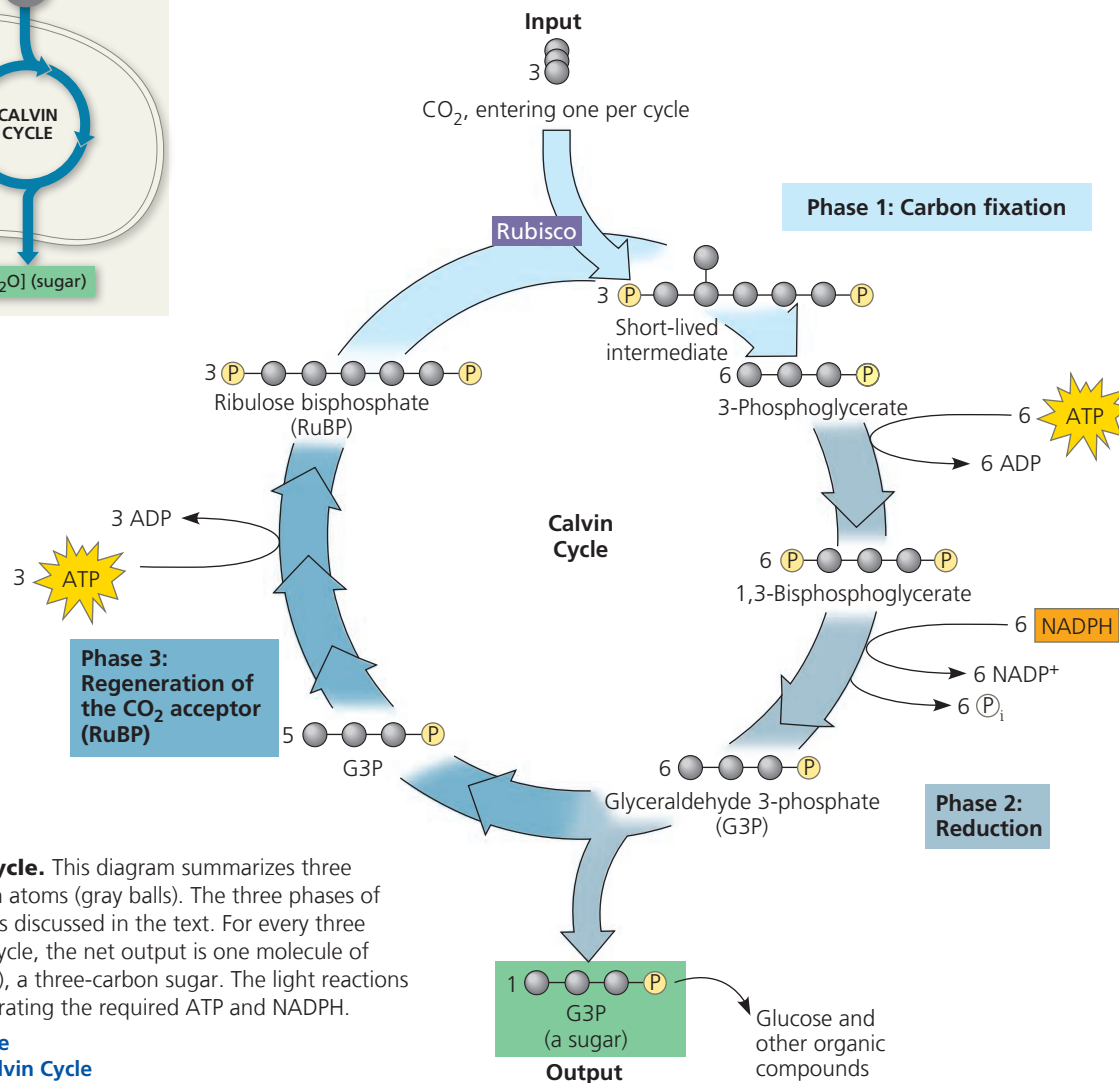 CALVIN
CYCLE
2O] (sugar)
Input
3
CO2, entering one per cycle
Phase 1: Carbon fixation
Rubisco
3 P P
Short-lived
intermediate
3 P P
Ribulose bisphosphate
(RuBP)
6 P
3-Phosphoglycerate
6 ATP
6 ADP
Calvin
Cycle
3 ADP
3 ATP
6 P P
1,3-Bisphosphoglycerate
6 NADPH
6 NADP+
6 Pi
Phase 3:
Regeneration of
the CO2 acceptor
(RuBP)
5 P
G3P
6 P
Glyceraldehyde 3-phosphate
(G3P)
Phase 2:
Reduction
ycle. This diagram summarizes three
atoms (gray balls). The three phases of
s discussed in the text. For every three
ycle, the net output is one molecule of
), a three-carbon sugar. The light reactions
rating the required ATP and NADPH.
e
lvin Cycle
1 P
G3P
(a sugar)
Output
Glucose and
other organic
compounds